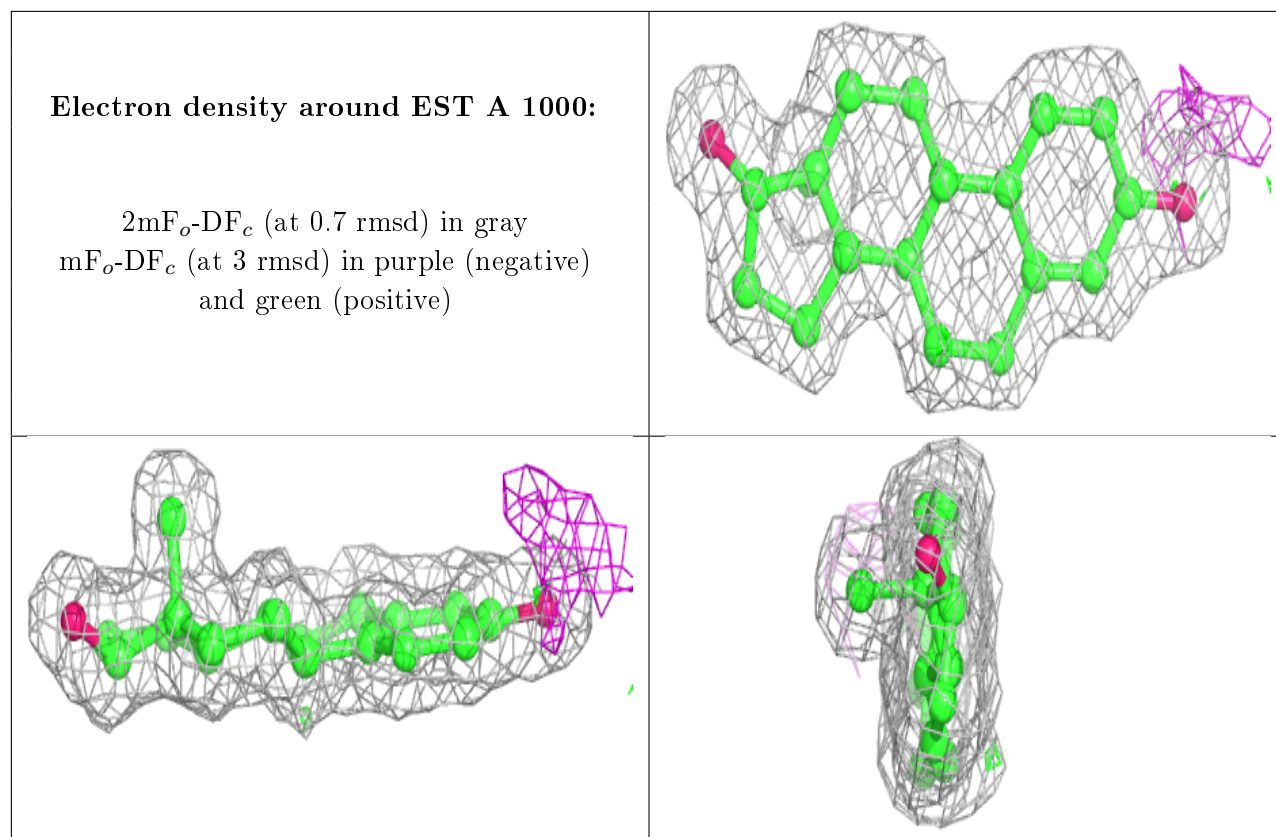 Electron density around EST A 1000:
2mFₒ-DF𝒸 (at 0.7 rmsd) in gray
mFₒ-DF𝒸 (at 3 rmsd) in purple (negative)
and green (positive)